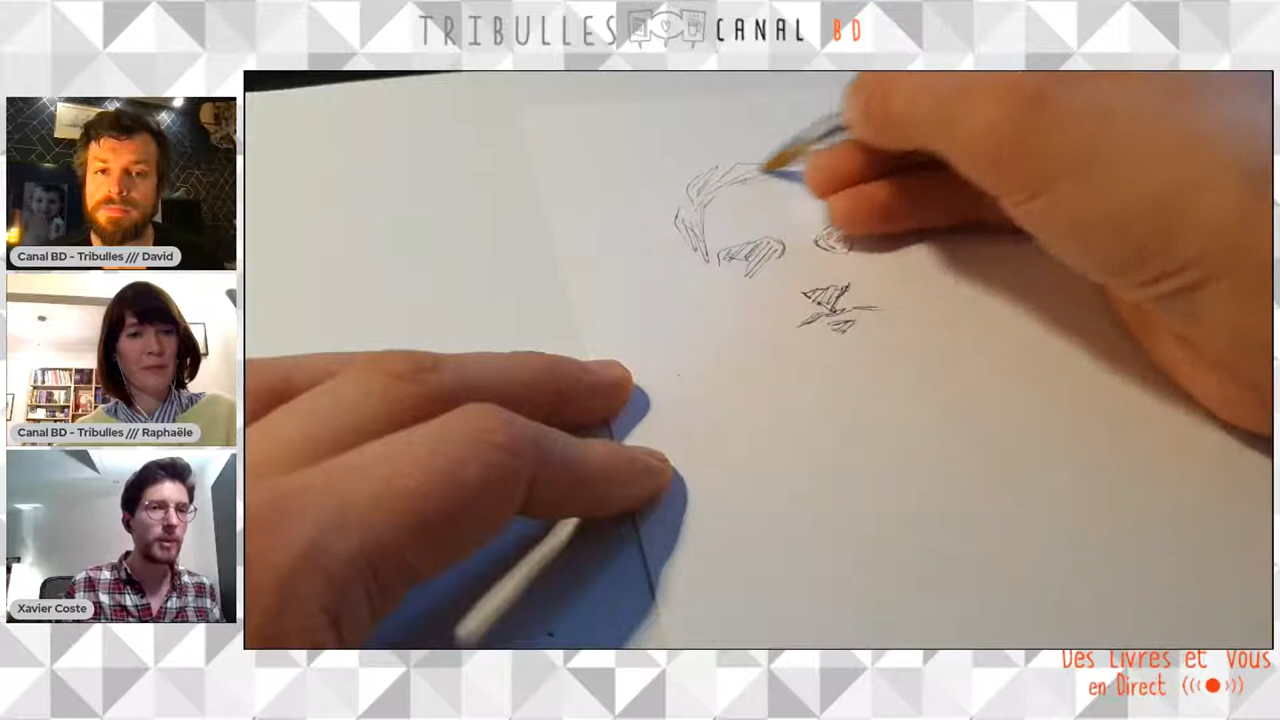 TRIBULLES CANAL BD
Canal BD - Tribulles /// David
Canal BD - Tribulles /// Raphaële
Xavier Coste
Des Livres et Vous
en Direct ((( )))